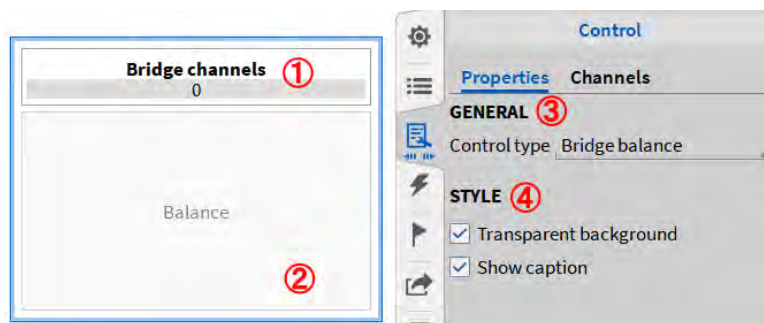 Bridge channels ①
0
Balance
②
Control
Properties Channels
GENERAL ③
Control type Bridge balance
STYLE ④
Transparent background
Show caption